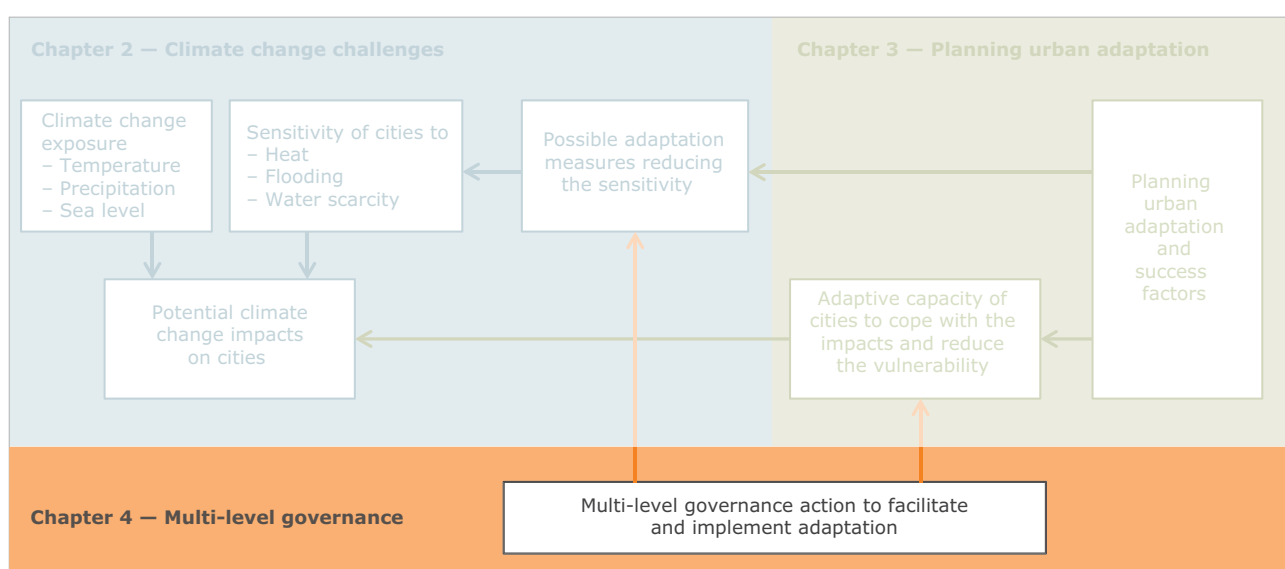 Chapter 2 — Climate change challenges
Chapter 3 — Planning urban adaptation
Climate change
exposure
– Temperature
– Precipitation
– Sea level
Sensitivity of cities to
– Heat
– Flooding
– Water scarcity
Possible adaptation
measures reducing
the sensitivity
Planning
urban
adaptation
and
success
factors
Potential climate
change impacts
on cities
Adaptive capacity of
cities to cope with the
impacts and reduce
the vulnerability
Chapter 4 — Multi-level governance
Multi-level governance action to facilitate
and implement adaptation